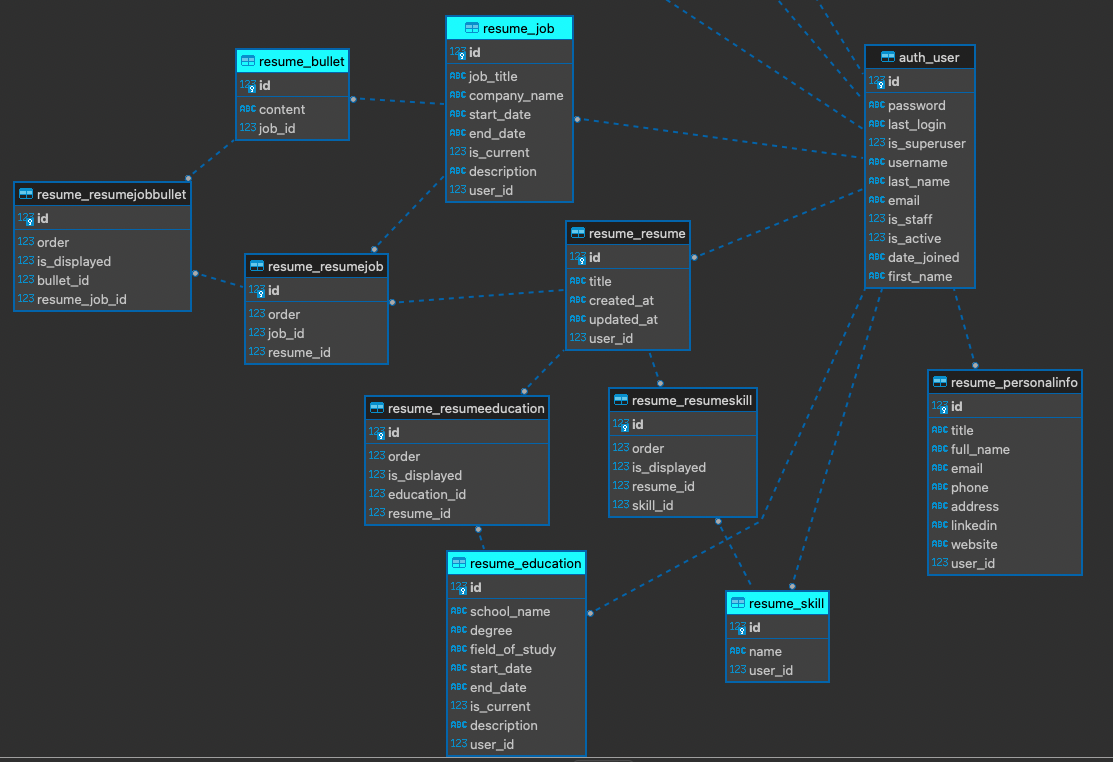 resume_job
123 id
ABC job_title
ABC company_name
ABC start_date
ABC end_date
123 is_current
ABC description
123 user_id
resume_bullet
123 id
ABC content
123 job_id
auth_user
123 id
ABC password
ABC last_login
123 is_superuser
ABC username
ABC last_name
ABC email
123 is_staff
123 is_active
ABC date_joined
ABC first_name
resume_resumejobbullet
123 id
123 order
123 is_displayed
123 bullet_id
123 resume_job_id
resume_resumejob
123 id
123 order
123 job_id
123 resume_id
resume_resume
123 id
ABC title
ABC created_at
ABC updated_at
123 user_id
resume_resumeeducation
123 id
123 order
123 is_displayed
123 education_id
123 resume_id
resume_resumeskill
123 id
123 order
123 is_displayed
123 resume_id
123 skill_id
resume_personalinfo
123 id
ABC title
ABC full_name
ABC email
ABC phone
ABC address
ABC linkedin
ABC website
123 user_id
resume_education
123 id
ABC school_name
ABC degree
ABC field_of_study
ABC start_date
ABC end_date
123 is_current
ABC description
123 user_id
resume_skill
123 id
ABC name
123 user_id